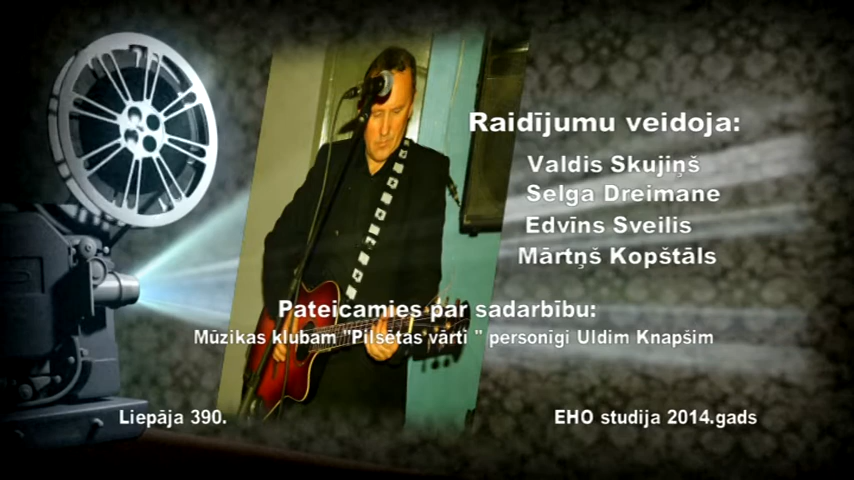 Raidījumu veidoja:
Valdis Skujiņš
Selga Dreimane
Edvīns Sveilis
Mārtņš Kopštāls
Pateicamies par sadarbību:
Mūzikas klubam "Pilsētas vārti " personīgi Uldim Knapšim
Liepāja 390.
EHO studija 2014.gads